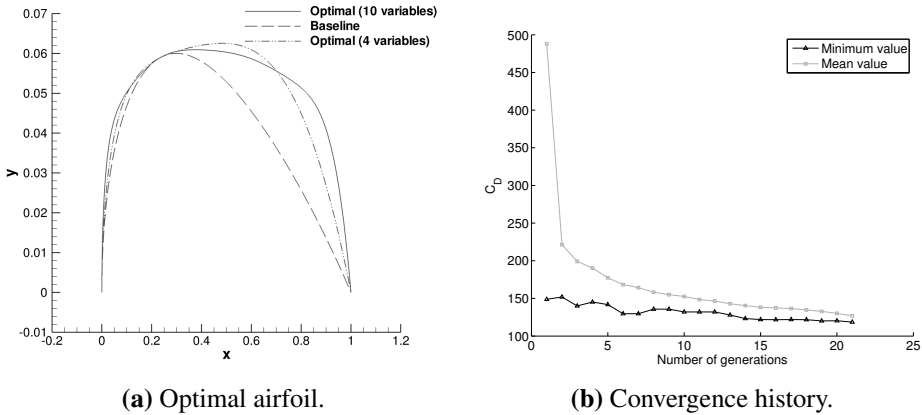 Optimal (10 variables)
Baseline
Optimal (4 variables)
0.07
0.06
0.05
0.04
0.03
0.02
0.01
0
-0.01
y
-0.2 0 0.2 0.4 0.6 0.8 1 1.2
x
(a) Optimal airfoil.
Minimum value
Mean value
500
450
400
350
300
250
200
150
100
C_D
0 5 10 15 20 25
Number of generations
(b) Convergence history.